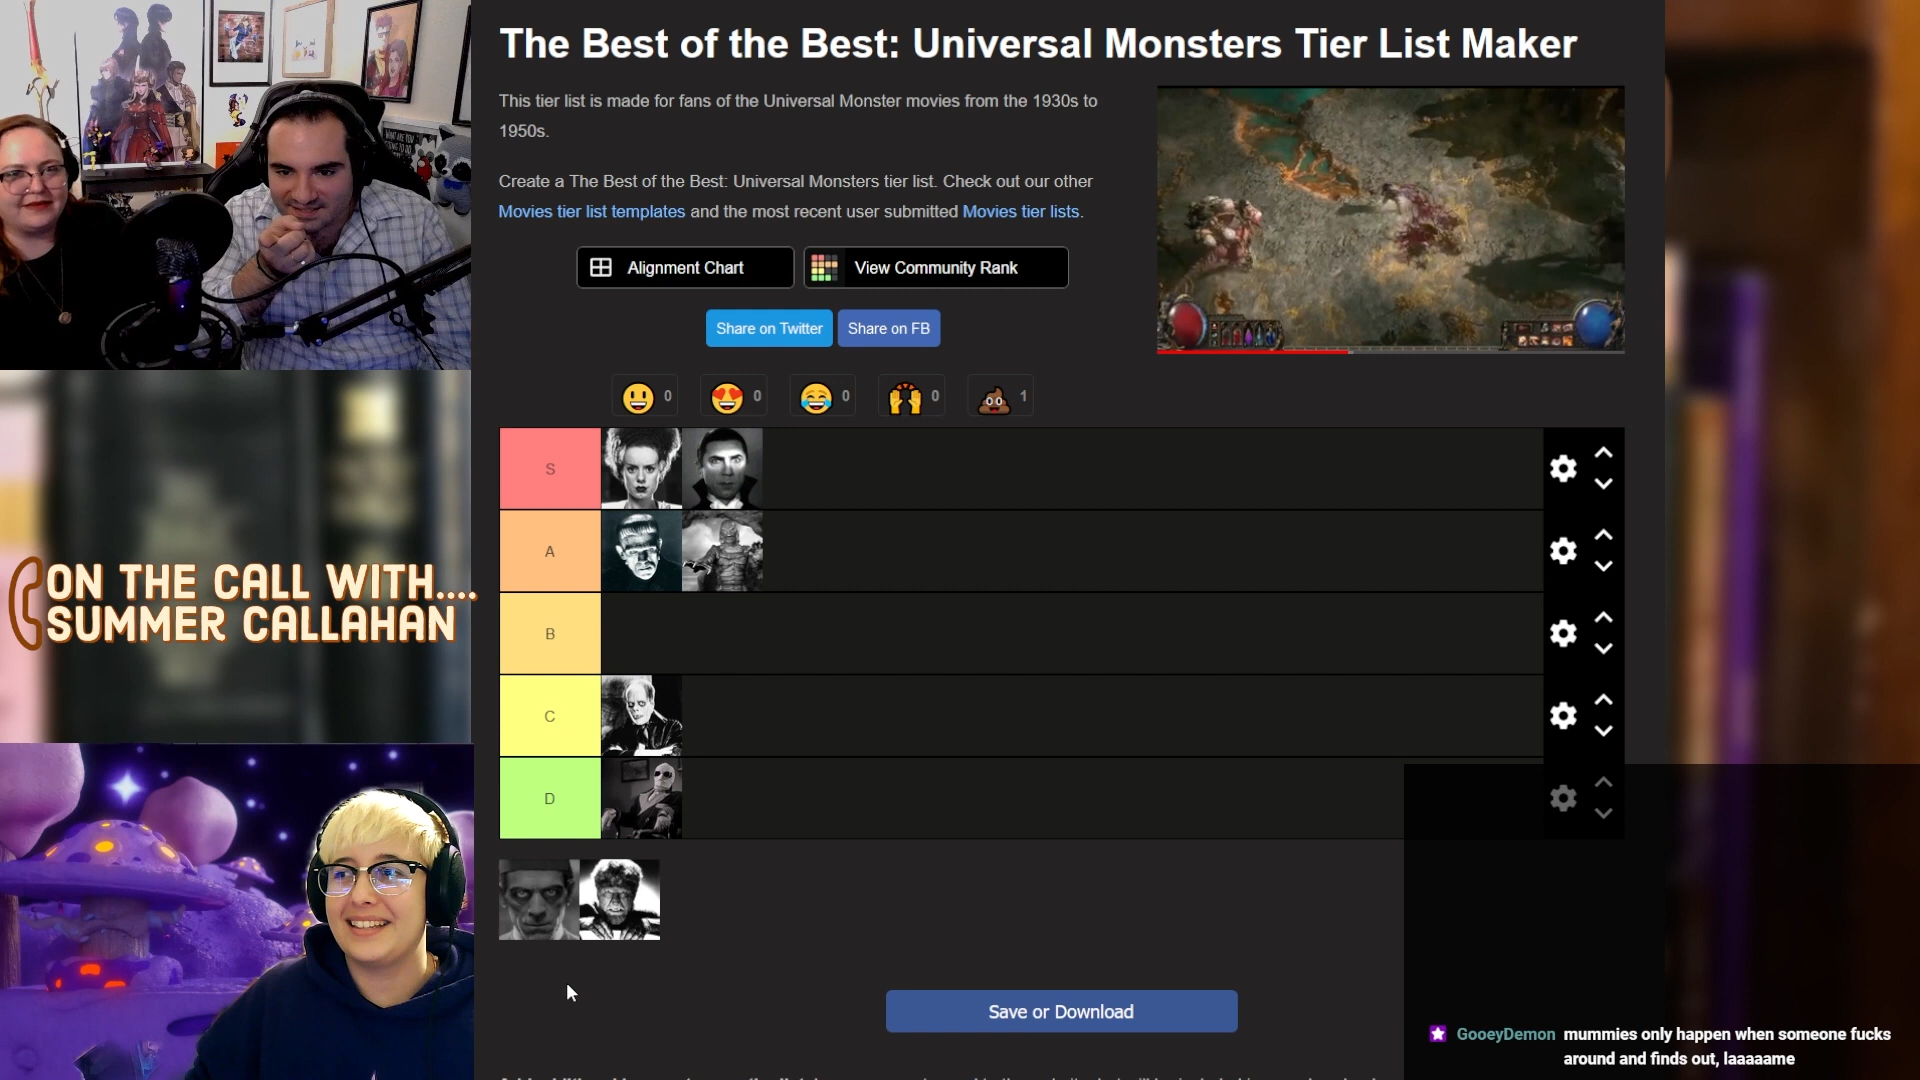 The Best of the Best: Universal Monsters Tier List Maker
This tier list is made for fans of the Universal Monster movies from the 1930s to
1950s.
Create a The Best of the Best: Universal Monsters tier list. Check out our other
Movies tier list templates and the most recent user submitted Movies tier lists.
Alignment Chart
View Community Rank
Share on Twitter
Share on FB
0
0
0
0
1
S
A
B
C
D
ON THE CALL WITH....
SUMMER CALLAHAN
Save or Download
GooeyDemon mummies only happen when someone fucks
around and finds out, laaaaame